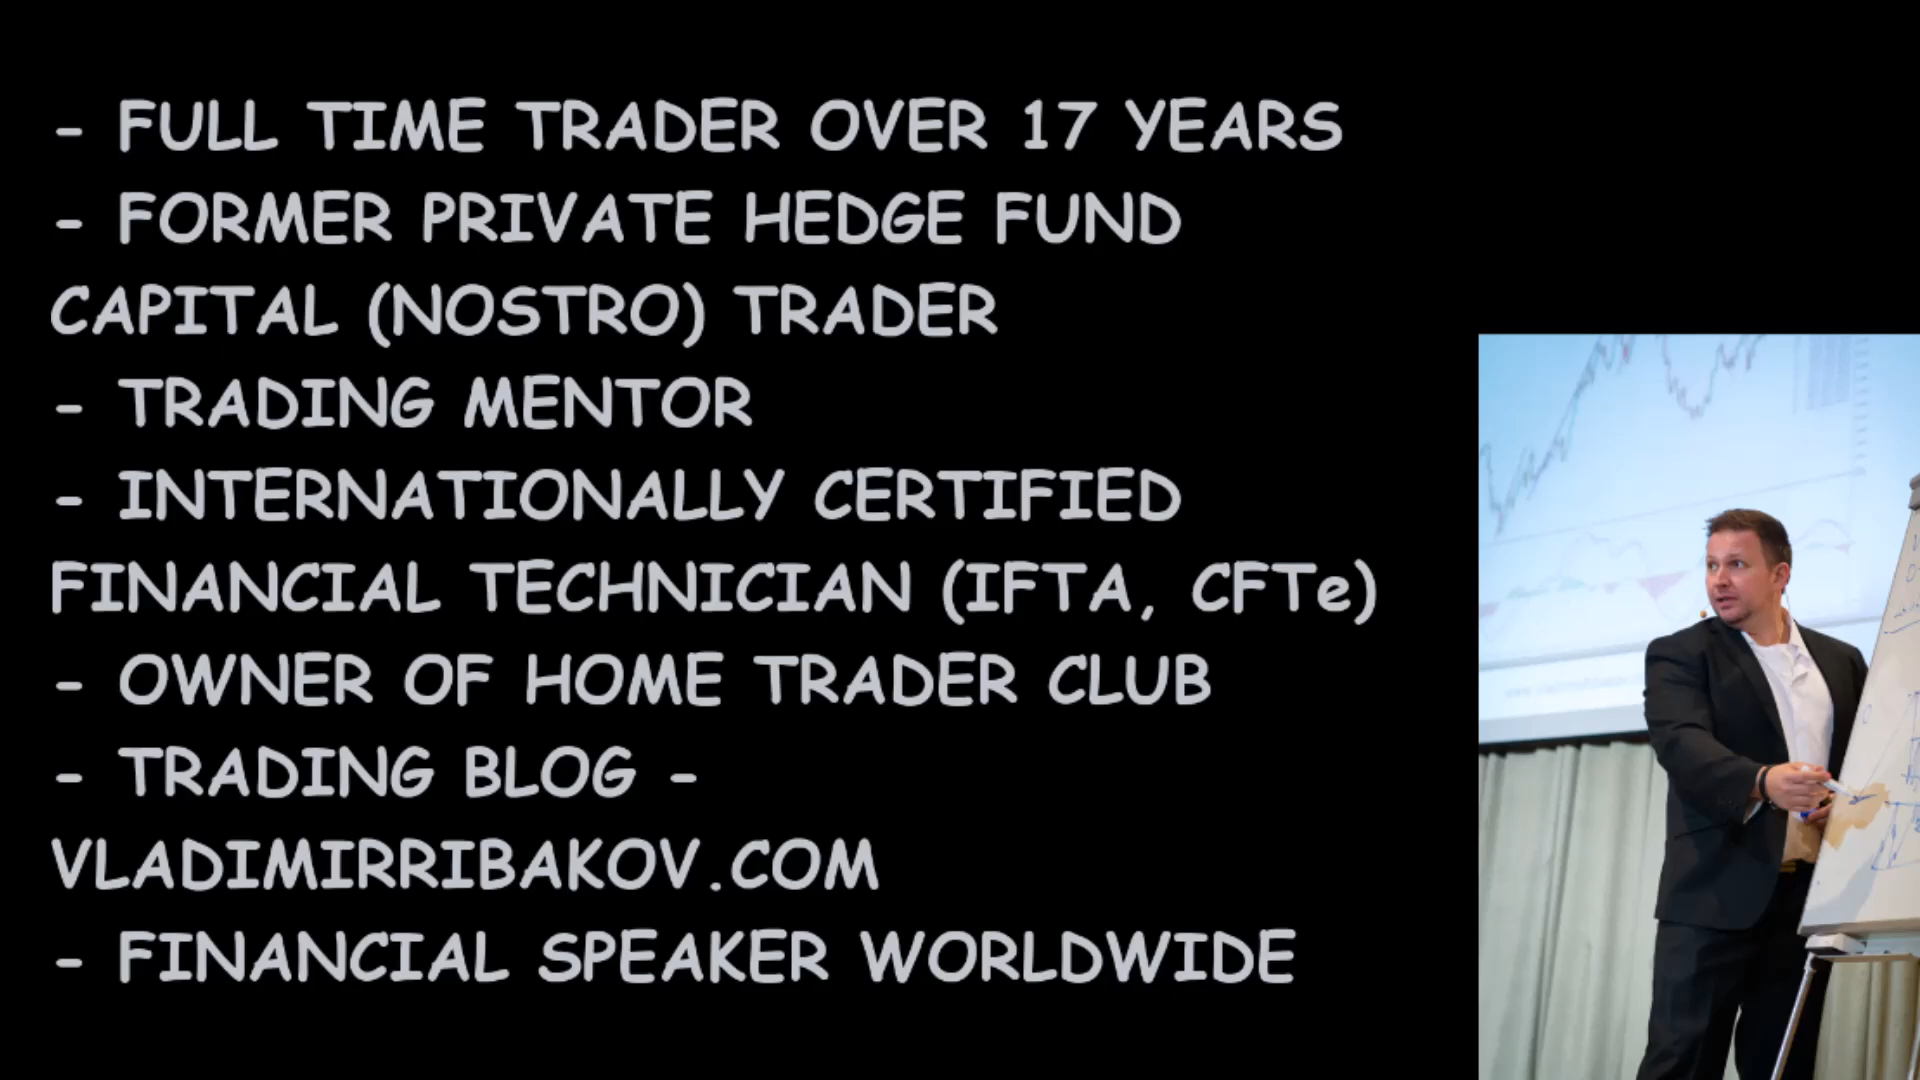 - FULL TIME TRADER OVER 17 YEARS
- FORMER PRIVATE HEDGE FUND
CAPITAL (NOSTRO) TRADER
- TRADING MENTOR
- INTERNATIONALLY CERTIFIED
FINANCIAL TECHNICIAN (IFTA, CFTe)
- OWNER OF HOME TRADER CLUB
- TRADING BLOG -
VLADIMIRRIBAKOV.COM
- FINANCIAL SPEAKER WORLDWIDE